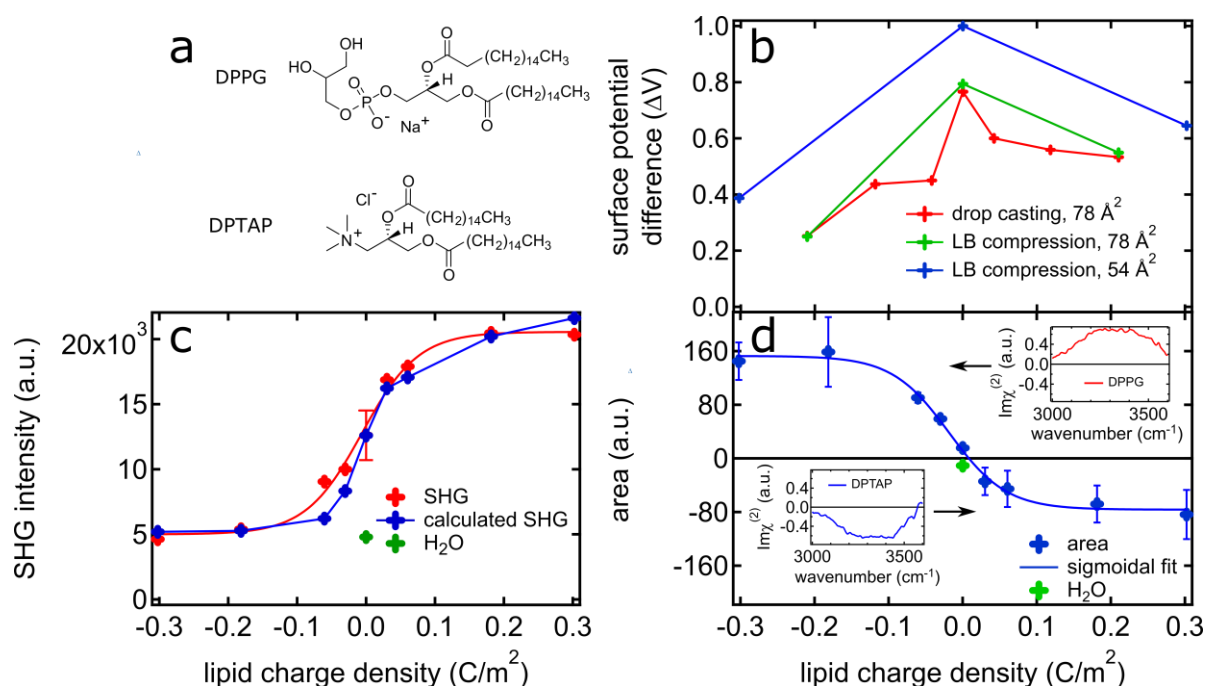 a
DPPG
OH
HO
O
P
O
O-
Na+
O
O
(CH2)14CH3
H
O
(CH2)14CH3
O
DPTAP
Cl-
N+
O
O
(CH2)14CH3
H
O
(CH2)14CH3
O
b
surface potential
difference (ΔV)
1.0
0.8
0.6
0.4
0.2
0.0
drop casting, 78 Å2
LB compression, 78 Å2
LB compression, 54 Å2
c
SHG intensity (a.u.)
20x10^3
15
10
5
0
SHG
calculated SHG
H2O
-0.3 -0.2 -0.1 0.0 0.1 0.2 0.3
lipid charge density (C/m2)
d
area (a.u.)
160
80
0
-80
-160
Imχ(2) (a.u.)
0.4
0.0
-0.4
DPPG
3000 3500
wavenumber (cm-1)
Imχ(2) (a.u.)
0.4
0.0
-0.4
DPTAP
3000 3500
wavenumber (cm-1)
area
sigmoidal fit
H2O
-0.3 -0.2 -0.1 0.0 0.1 0.2 0.3
lipid charge density (C/m2)